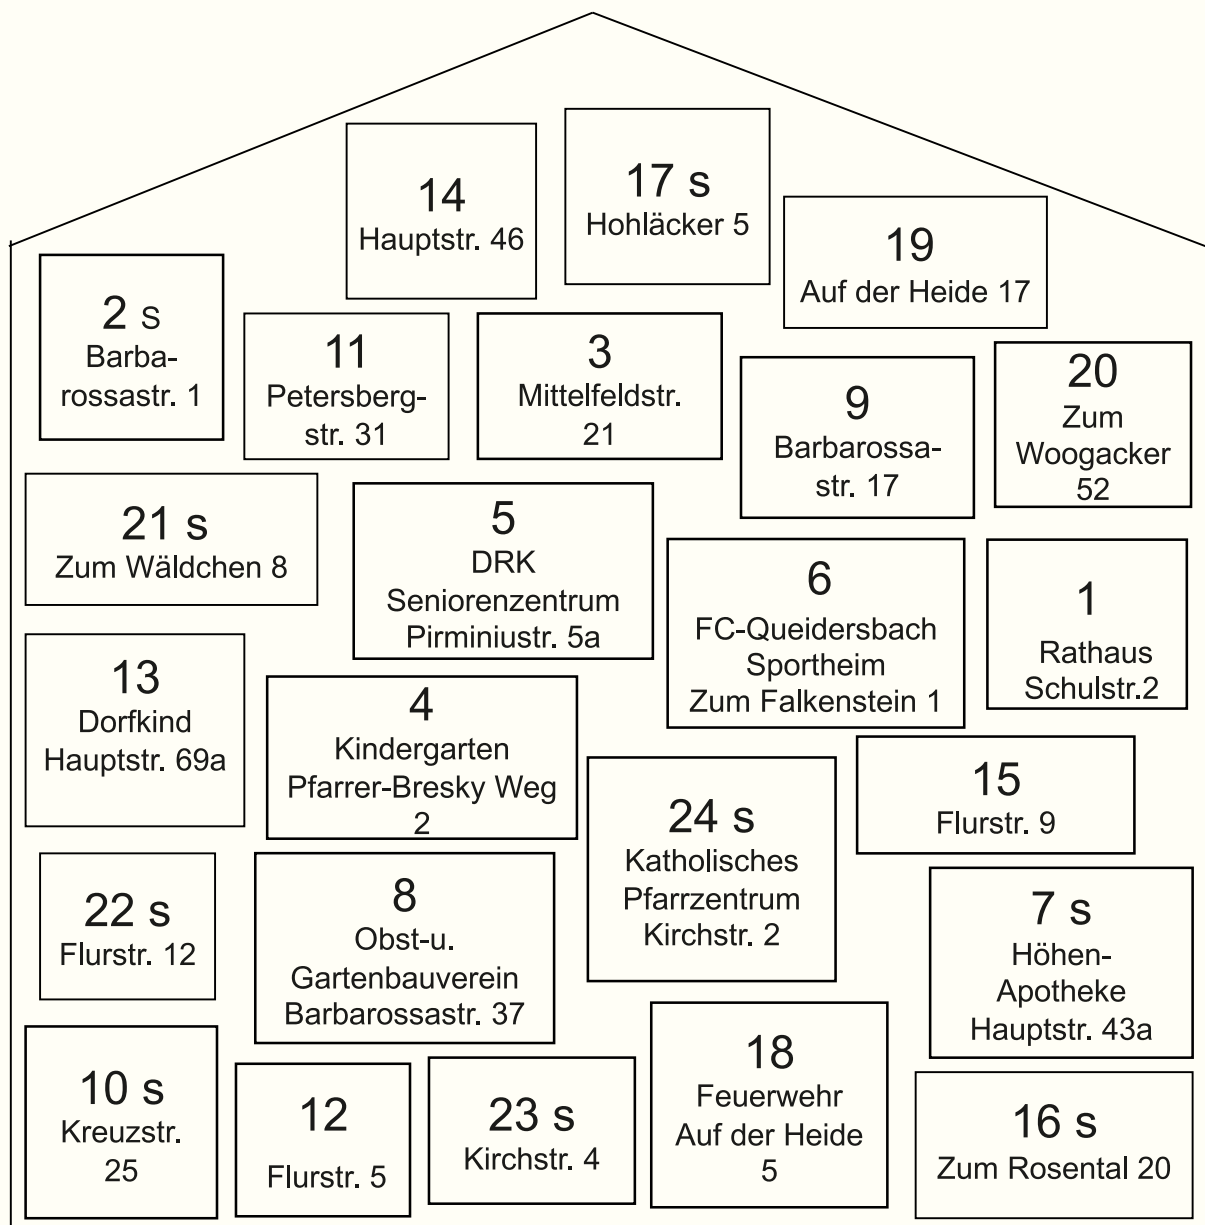 14
Hauptstr. 46
17 s
Hohläcker 5
19
Auf der Heide 17
2 s
Barba-
rossastr. 1
11
Petersberg-
str. 31
3
Mittelfeldstr.
21
9
Barbarossa-
str. 17
20
Zum
Woogacker
52
21 s
Zum Wäldchen 8
5
DRK
Seniorenzentrum
Pirminiustr. 5a
6
FC-Queidersbach
Sportheim
Zum Falkenstein 1
1
Rathaus
Schulstr.2
13
Dorfkind
Hauptstr. 69a
4
Kindergarten
Pfarrer-Bresky Weg
2
24 s
Katholisches
Pfarrzentrum
Kirchstr. 2
15
Flurstr. 9
22 s
Flurstr. 12
8
Obst-u.
Gartenbauverein
Barbarossastr. 37
7 s
Höhen-
Apotheke
Hauptstr. 43a
10 s
Kreuzstr.
25
12
Flurstr. 5
23 s
Kirchstr. 4
18
Feuerwehr
Auf der Heide
5
16 s
Zum Rosental 20